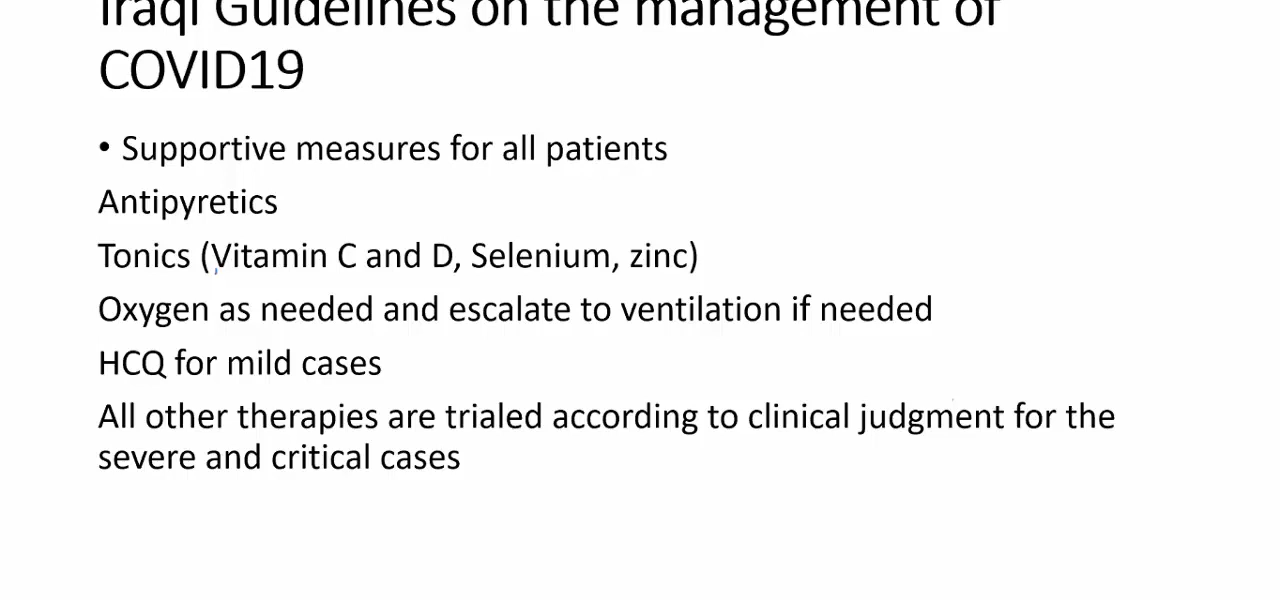 Iraqi Guidelines on the management of
COVID19
• Supportive measures for all patients
Antipyretics
Tonics (Vitamin C and D, Selenium, zinc)
Oxygen as needed and escalate to ventilation if needed
HCQ for mild cases
All other therapies are trialed according to clinical judgment for the
severe and critical cases